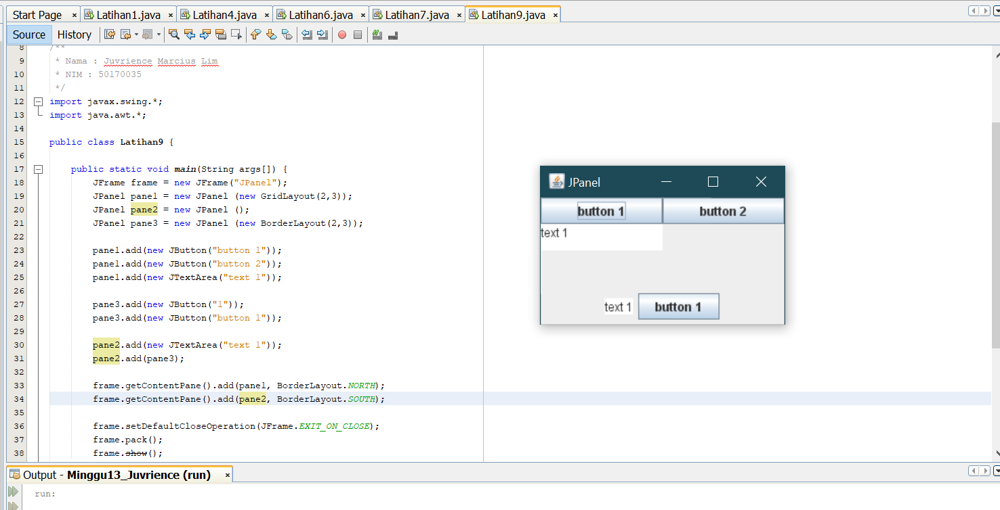 Start Page
Latihan1.java
Latihan4.java
Latihan6.java
Latihan7.java
Latihan9.java
Source History
8 /**
9 * Nama : Juvrience Marcius Lim
10 * NIM : 50170035
11 */
12 import javax.swing.*;
13 import java.awt.*;
14
15 public class Latihan9 {
16
17 public static void main(String args[]) {
18 JFrame frame = new JFrame("JPanel");
19 JPanel pane1 = new JPanel (new GridLayout(2,3));
20 JPanel pane2 = new JPanel ();
21 JPanel pane3 = new JPanel (new BorderLayout(2,3));
22
23 pane1.add(new JButton("button 1"));
24 pane1.add(new JButton("button 2"));
25 pane1.add(new JTextArea("text 1"));
26
27 pane3.add(new JButton("1"));
28 pane3.add(new JButton("button 1"));
29
30 pane2.add(new JTextArea("text 1"));
31 pane2.add(pane3);
32
33 frame.getContentPane().add(pane1, BorderLayout.NORTH);
34 frame.getContentPane().add(pane2, BorderLayout.SOUTH);
35
36 frame.setDefaultCloseOperation(JFrame.EXIT_ON_CLOSE);
37 frame.pack();
38 frame.show();
JPanel
button 1 button 2
text 1
text 1 button 1
Output - Minggu13_Juvrience (run)
run: